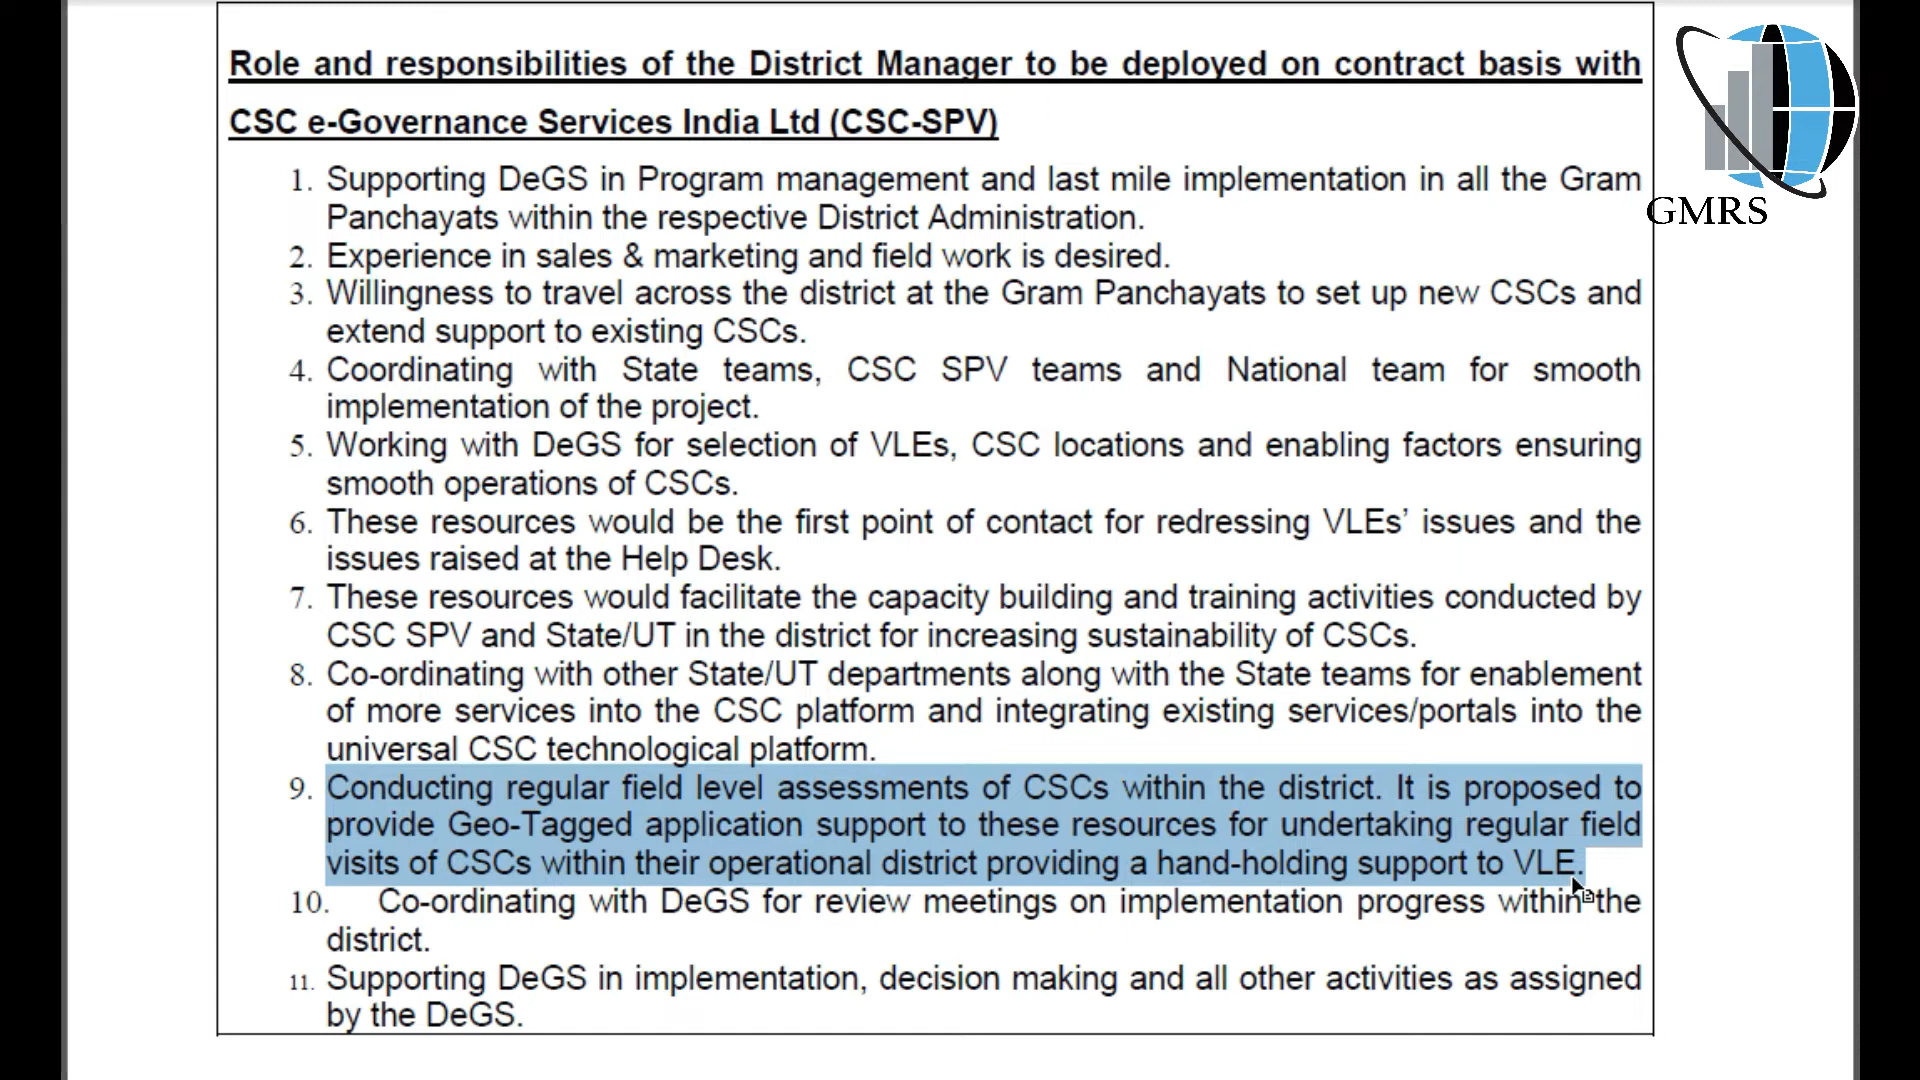 Role and responsibilities of the District Manager to be deployed on contract basis with
CSC e-Governance Services India Ltd (CSC-SPV)
GMRS
1. Supporting DeGS in Program management and last mile implementation in all the Gram
Panchayats within the respective District Administration.
2. Experience in sales & marketing and field work is desired.
3. Willingness to travel across the district at the Gram Panchayats to set up new CSCs and
extend support to existing CSCs.
4. Coordinating with State teams, CSC SPV teams and National team for smooth
implementation of the project.
5. Working with DeGS for selection of VLEs, CSC locations and enabling factors ensuring
smooth operations of CSCs.
6. These resources would be the first point of contact for redressing VLEs’ issues and the
issues raised at the Help Desk.
7. These resources would facilitate the capacity building and training activities conducted by
CSC SPV and State/UT in the district for increasing sustainability of CSCs.
8. Co-ordinating with other State/UT departments along with the State teams for enablement
of more services into the CSC platform and integrating existing services/portals into the
universal CSC technological platform.
9. Conducting regular field level assessments of CSCs within the district. It is proposed to
provide Geo-Tagged application support to these resources for undertaking regular field
visits of CSCs within their operational district providing a hand-holding support to VLE.
10. Co-ordinating with DeGS for review meetings on implementation progress within the
district.
11. Supporting DeGS in implementation, decision making and all other activities as assigned
by the DeGS.